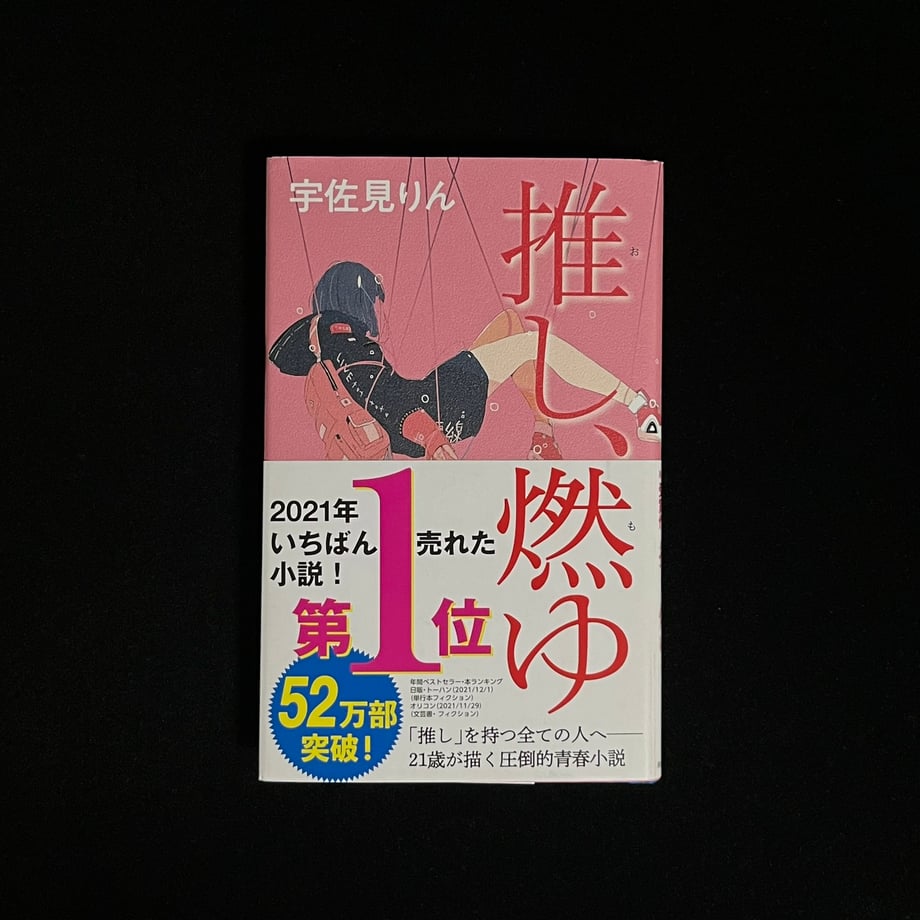 宇佐見りん
推し、燃ゆ
お
も
LIVE
2021年
いちばん売れた
小説！
第1位
52万部
突破！
年間ベストセラー・本ランキング
日販・トーハン(2021/12/1)
(単行本フィクション)
オリコン(2021/11/29)
(文芸書・フィクション)
「推し」を持つ全ての人へ――
21歳が描く圧倒的青春小説